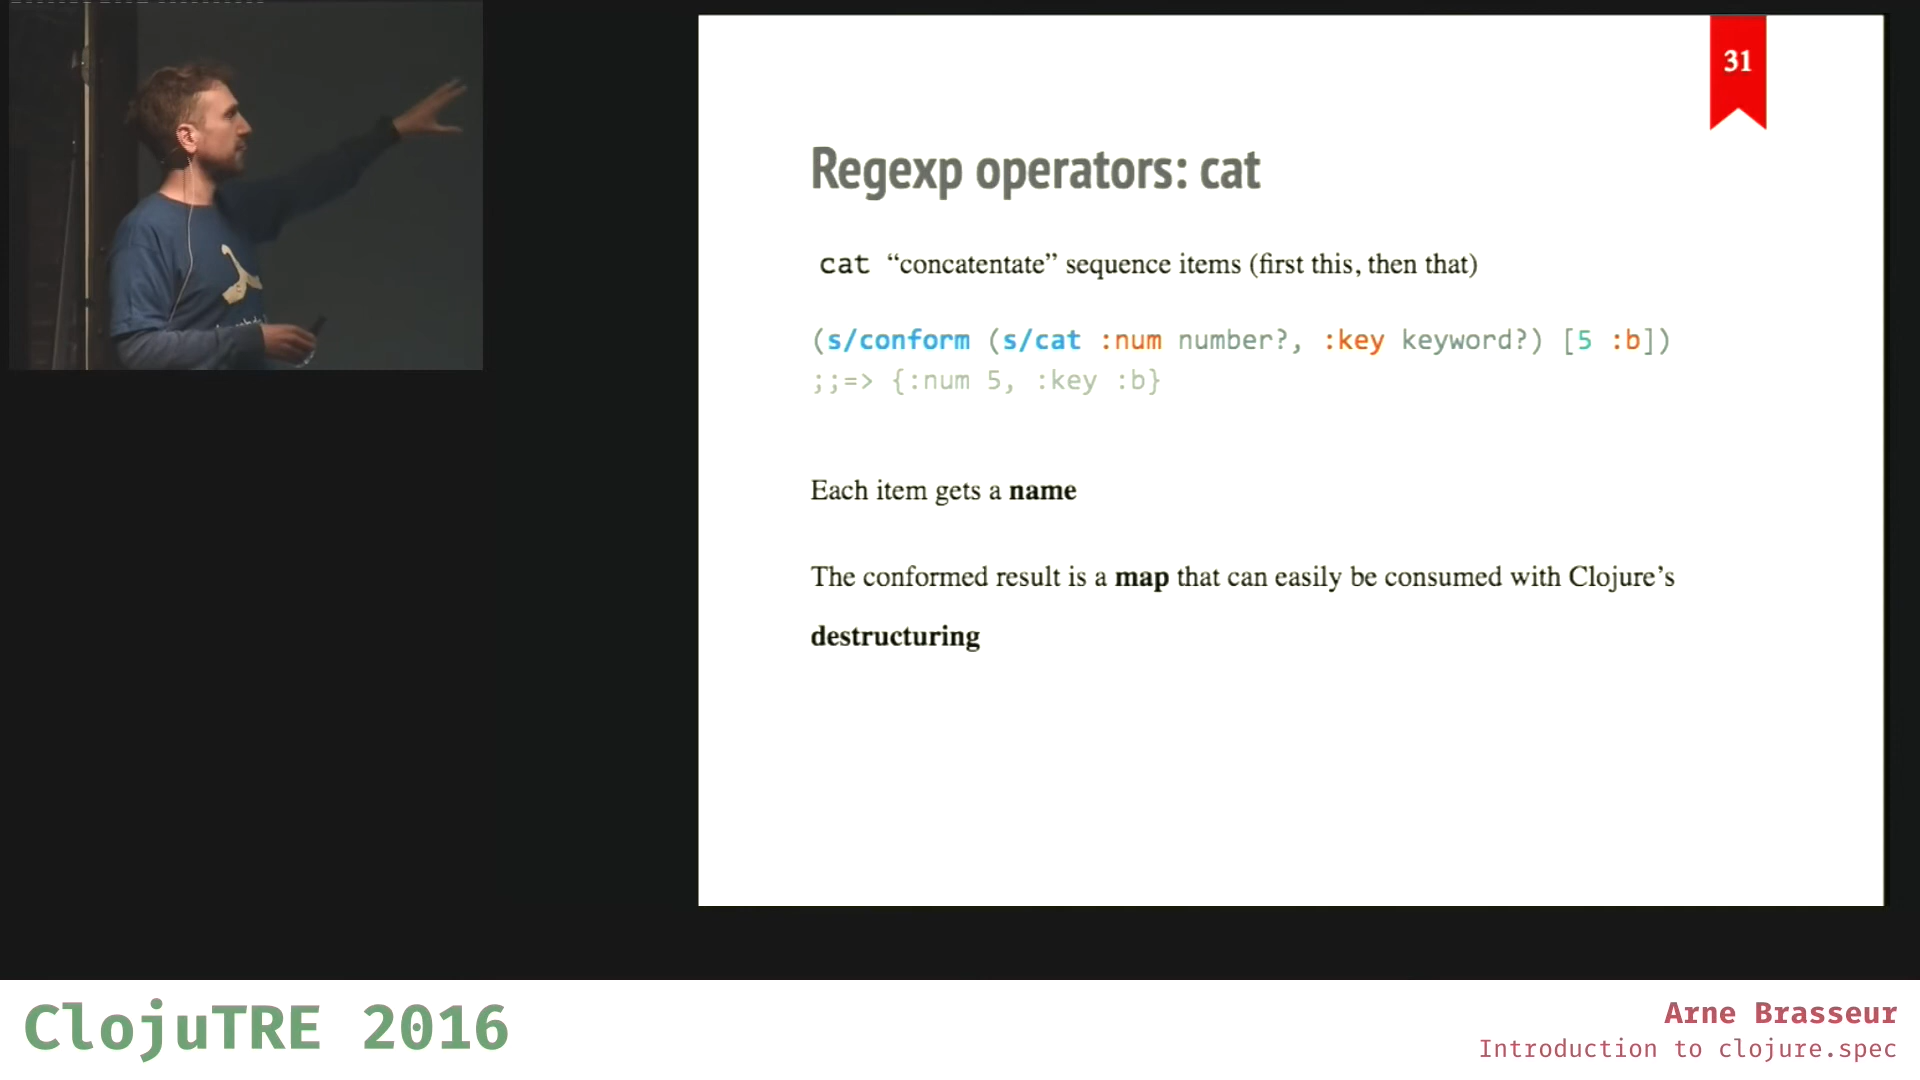 31
Regexp operators: cat
cat “concatentate” sequence items (first this, then that)
(s/conform (s/cat :num number?, :key keyword?) [5 :b])
;;=> {:num 5, :key :b}
Each item gets a name
The conformed result is a map that can easily be consumed with Clojure’s
destructuring
ClojuTRE 2016
Arne Brasseur
Introduction to clojure.spec